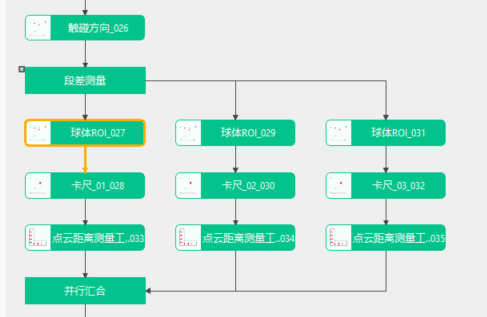 触碰方向_026
段差测量
球体ROI_027
球体ROI_029
球体ROI_031
卡尺_01_028
卡尺_02_030
卡尺_03_032
点云距离测量工..033
点云距离测量工..034
点云距离测量工..035
并行汇合